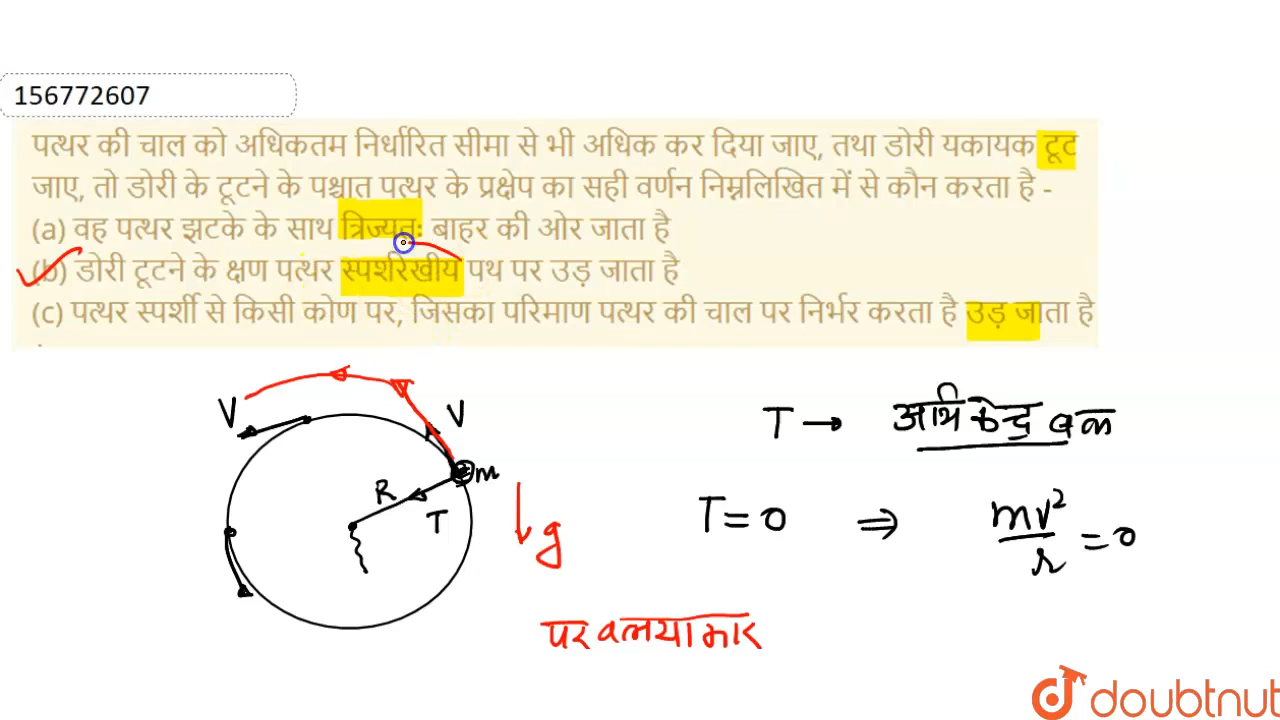 156772607
पत्थर की चाल को अधिकतम निर्धारित सीमा से भी अधिक कर दिया जाए, तथा डोरी यकायक टूट
जाए, तो डोरी के टूटने के पश्चात पत्थर के प्रक्षेप का सही वर्णन निम्नलिखित में से कौन करता है -
(a) वह पत्थर झटके के साथ त्रिज्यतः बाहर की ओर जाता है
(b) डोरी टूटने के क्षण पत्थर स्पर्शरेखीय पथ पर उड़ जाता है
(c) पत्थर स्पर्शी से किसी कोण पर, जिसका परिमाण पत्थर की चाल पर निर्भर करता है उड़ जाता है
V
V
T → अभिकेन्द्र बल
m
R
T
g
T = 0 ⇒ mv²/r = 0
doubtnut